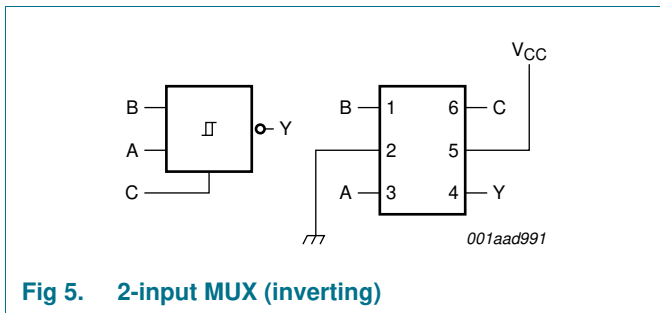 VCC
B
A
C
Y
B 1 6 C
2 5
A 3 4 Y
001aad991
Fig 5. 2-input MUX (inverting)